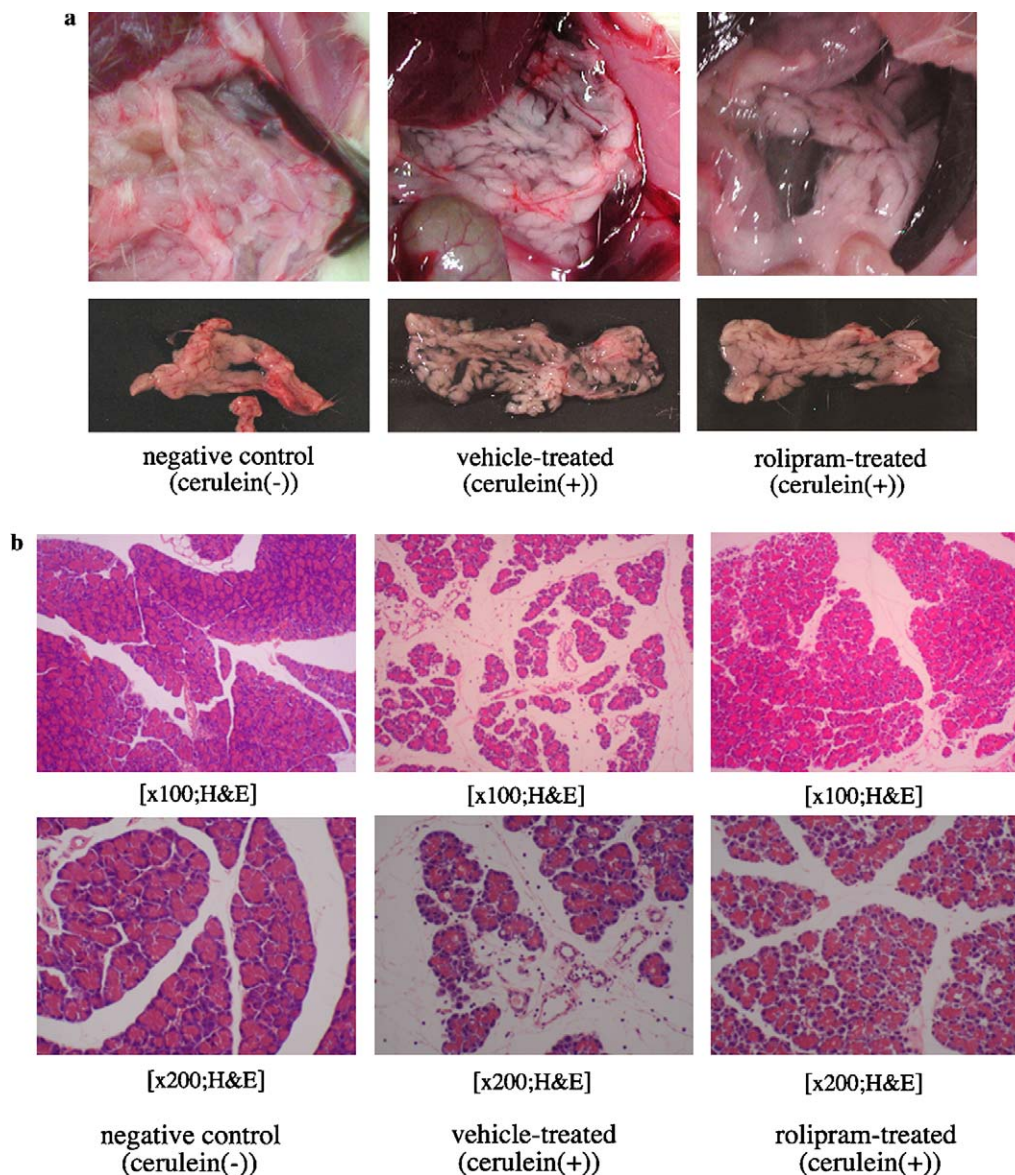 a
negative control
(cerulein(-))
vehicle-treated
(cerulein(+))
rolipram-treated
(cerulein(+))
b
[x100;H&E]
[x100;H&E]
[x100;H&E]
[x200;H&E]
[x200;H&E]
[x200;H&E]
negative control
(cerulein(-))
vehicle-treated
(cerulein(+))
rolipram-treated
(cerulein(+))